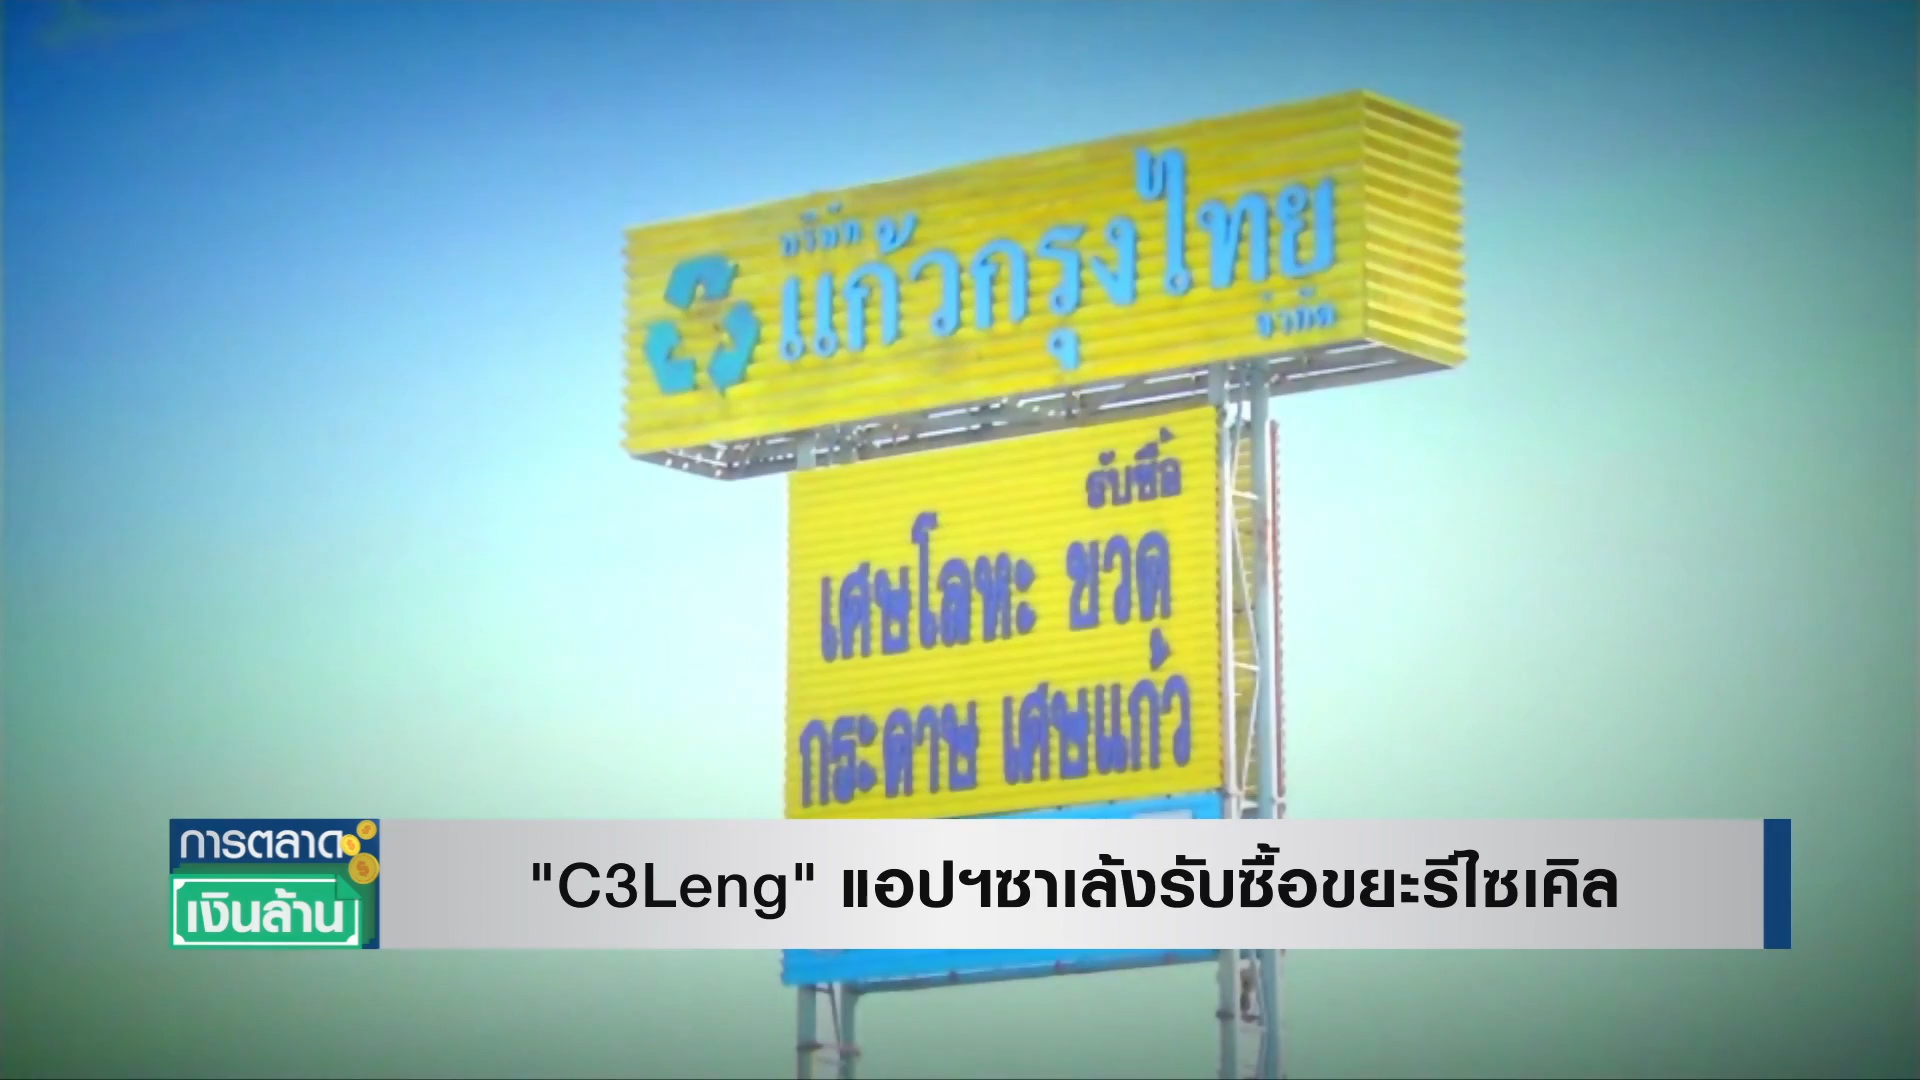 บริษัท
แก้วกรุงไทย
จำกัด
รับซื้อ
เศษโลหะ ขวด
กระดาษ เศษแก้ว
การตลาด
เงินล้าน
"C3Leng" แอปฯซาเล้งรับซื้อขยะรีไซเคิล